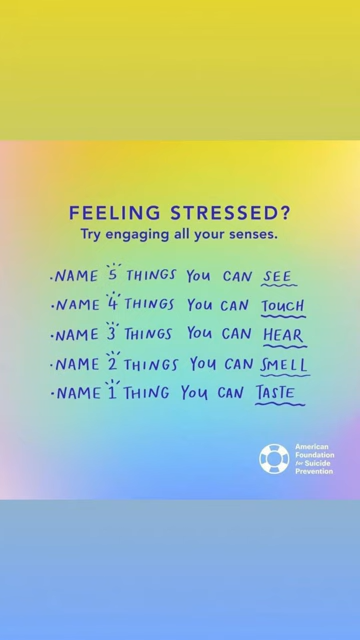 FEELING STRESSED?
Try engaging all your senses.
·NAME 5 THINGS YOU CAN SEE
·NAME 4 THINGS YOU CAN TOUCH
·NAME 3 THINGS YOU CAN HEAR
·NAME 2 THINGS YOU CAN SMELL
·NAME 1 THING YOU CAN TASTE
American
Foundation
for Suicide
Prevention